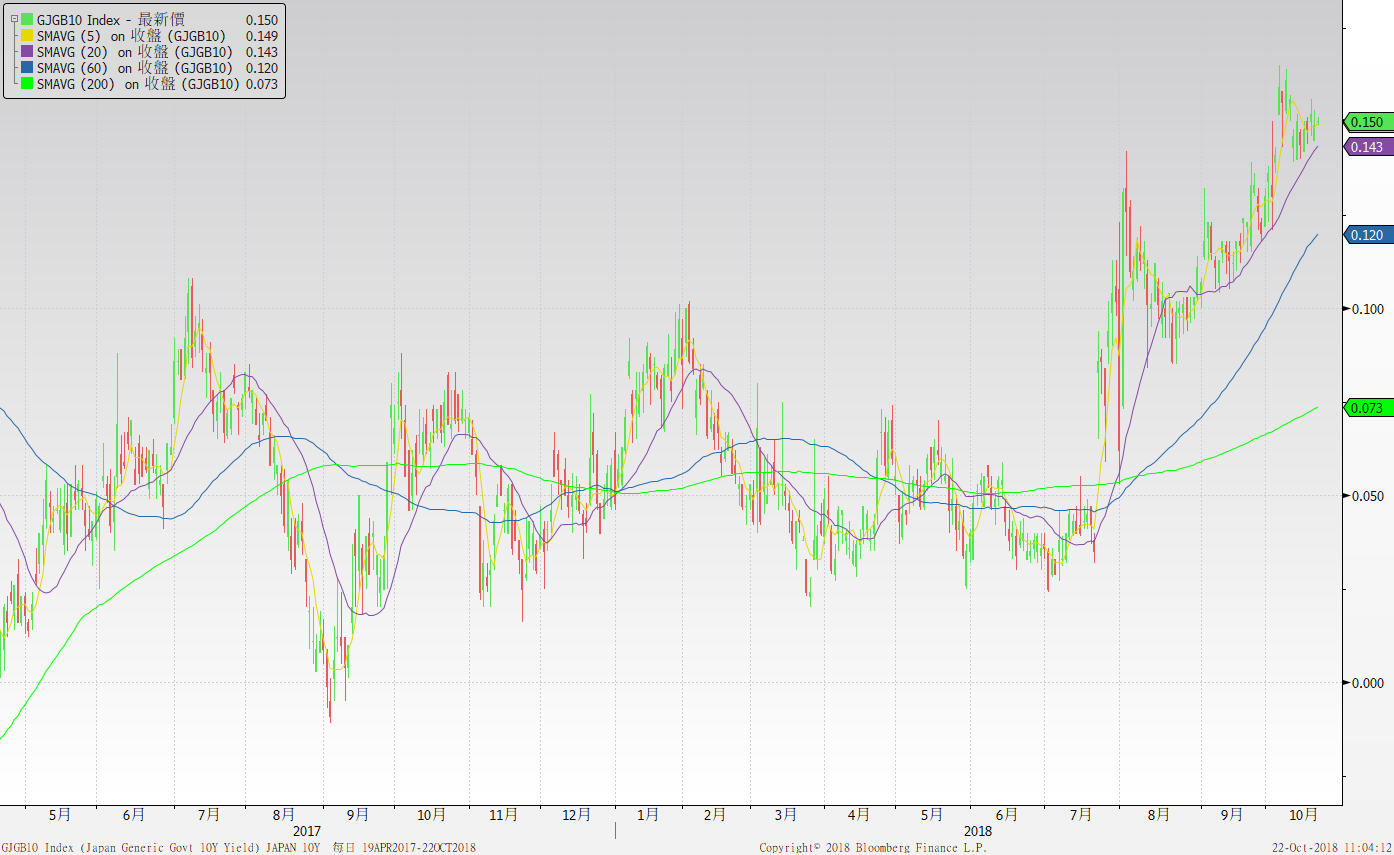 GJGB10 Index - 最新價 0.150
SMAVG (5) on 收盤 (GJGB10) 0.149
SMAVG (20) on 收盤 (GJGB10) 0.143
SMAVG (60) on 收盤 (GJGB10) 0.120
SMAVG (200) on 收盤 (GJGB10) 0.073
0.150
0.143
0.120
0.100
0.073
0.050
0.000
5月 6月 7月 8月 9月 10月 11月 12月 1月 2月 3月 4月 5月 6月 7月 8月 9月 10月
2017 2018
GJGB10 Index (Japan Generic Govt 10Y Yield) JAPAN 10Y 每日 19APR2017-22OCT2018 Copyright© 2018 Bloomberg Finance L.P. 22-Oct-2018 11:04:12